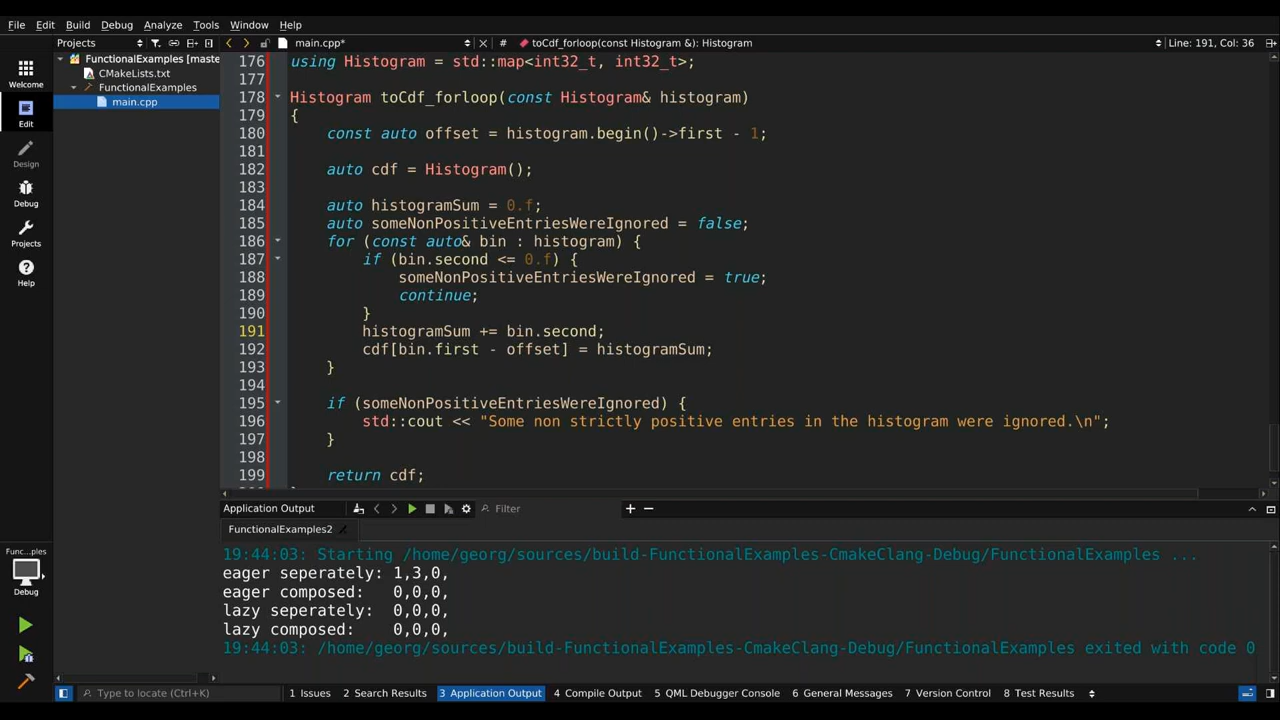 File Edit Build Debug Analyze Tools Window Help
Projects main.cpp* # toCdf_forloop(const Histogram &): Histogram Line: 191, Col: 36
Welcome
Edit
Design
Debug
Projects
Help
FunctionalExamples [maste
CMakeLists.txt
FunctionalExamples
main.cpp
176 using Histogram = std::map<int32_t, int32_t>;
177
178 Histogram toCdf_forloop(const Histogram& histogram)
179 {
180 const auto offset = histogram.begin()->first - 1;
181
182 auto cdf = Histogram();
183
184 auto histogramSum = 0.f;
185 auto someNonPositiveEntriesWereIgnored = false;
186 for (const auto& bin : histogram) {
187 if (bin.second <= 0.f) {
188 someNonPositiveEntriesWereIgnored = true;
189 continue;
190 }
191 histogramSum += bin.second;
192 cdf[bin.first - offset] = histogramSum;
193 }
194
195 if (someNonPositiveEntriesWereIgnored) {
196 std::cout << "Some non strictly positive entries in the histogram were ignored.\n";
197 }
198
199 return cdf;
Application Output Filter
FunctionalExamples2
19:44:03: Starting /home/georg/sources/build-FunctionalExamples-CmakeClang-Debug/FunctionalExamples ...
eager seperately: 1,3,0,
eager composed: 0,0,0,
lazy seperately: 0,0,0,
lazy composed: 0,0,0,
19:44:03: /home/georg/sources/build-FunctionalExamples-CmakeClang-Debug/FunctionalExamples exited with code 0
Func...ples
Debug
Type to locate (Ctrl+K) 1 Issues 2 Search Results 3 Application Output 4 Compile Output 5 QML Debugger Console 6 General Messages 7 Version Control 8 Test Results